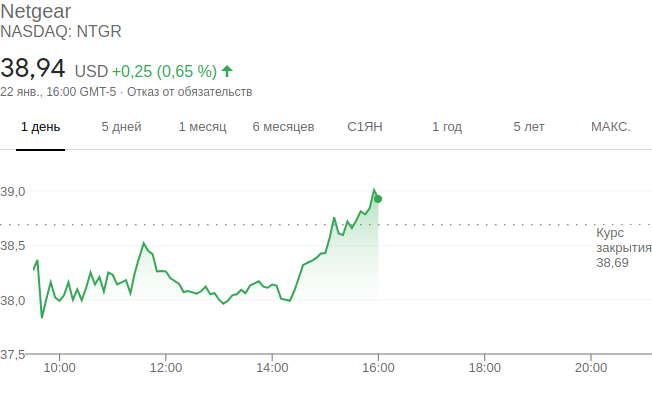 Netgear
NASDAQ: NTGR
38,94 USD +0,25 (0,65 %)
22 янв., 16:00 GMT-5 · Отказ от обязательств
1 день 5 дней 1 месяц 6 месяцев С1ЯН 1 год 5 лет МАКС.
39,0
Курс
закрытия
38,69
38,5
38,0
37,5
10:00 12:00 14:00 16:00 18:00 20:00